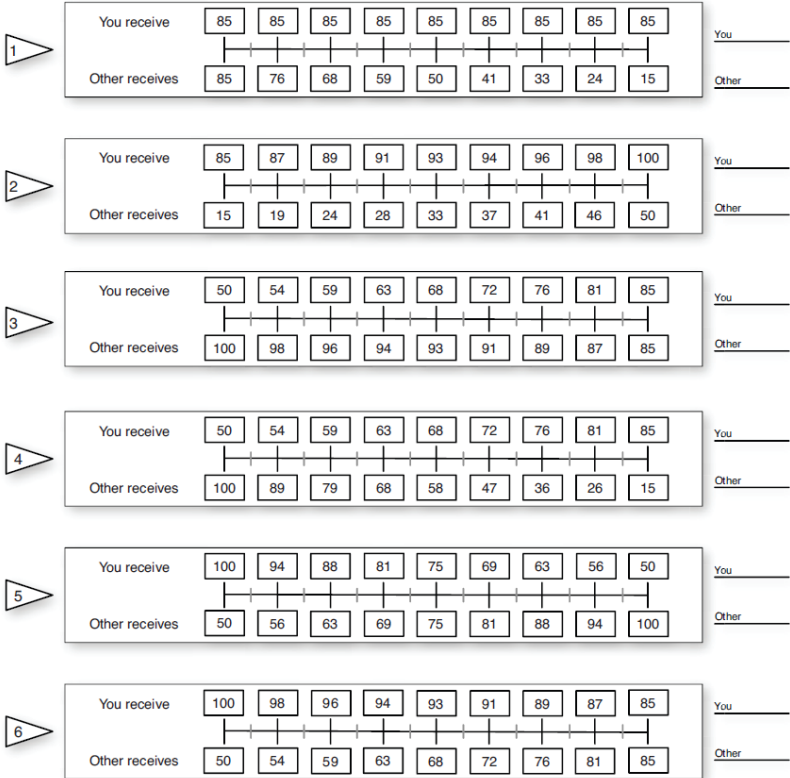 You receive 85 85 85 85 85 85 85 85 85
You
1
Other receives 85 76 68 59 50 41 33 24 15
Other
You receive 85 87 89 91 93 94 96 98 100
You
2
Other receives 15 19 24 28 33 37 41 46 50
Other
You receive 50 54 59 63 68 72 76 81 85
You
3
Other receives 100 98 96 94 93 91 89 87 85
Other
You receive 50 54 59 63 68 72 76 81 85
You
4
Other receives 100 89 79 68 58 47 36 26 15
Other
You receive 100 94 88 81 75 69 63 56 50
You
5
Other receives 50 56 63 69 75 81 88 94 100
Other
You receive 100 98 96 94 93 91 89 87 85
You
6
Other receives 50 54 59 63 68 72 76 81 85
Other